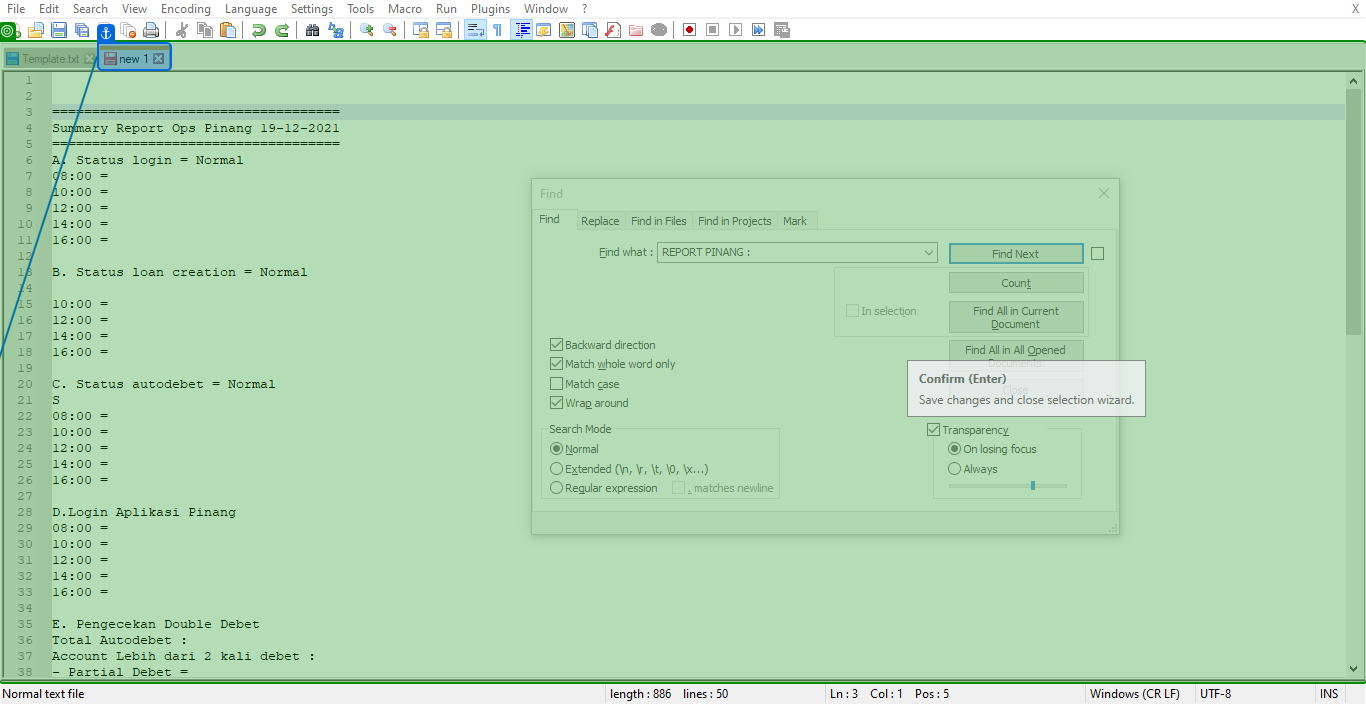 File Edit Search View Encoding Language Settings Tools Macro Run Plugins Window ? X
Template.txt new 1
1
2
3 ====================================
4 Summary Report Ops Pinang 19-12-2021
5 ====================================
6 A. Status login = Normal
7 08:00 =
8 10:00 =
9 12:00 =
10 14:00 =
11 16:00 =
12
13 B. Status loan creation = Normal
14
15 10:00 =
16 12:00 =
17 14:00 =
18 16:00 =
19
20 C. Status autodebet = Normal
21 S
22 08:00 =
23 10:00 =
24 12:00 =
25 14:00 =
26 16:00 =
27
28 D.Login Aplikasi Pinang
29 08:00 =
30 10:00 =
31 12:00 =
32 14:00 =
33 16:00 =
34
35 E. Pengecekan Double Debet
36 Total Autodebet :
37 Account Lebih dari 2 kali debet :
38 - Partial Debet =
Find
Find Replace Find in Files Find in Projects Mark
Find what : REPORT PINANG :
Find Next
Count
In selection
Find All in Current
Document
Find All in All Opened
Documents
Close
Backward direction
Match whole word only
Match case
Wrap around
Confirm (Enter)
Save changes and close selection wizard.
Search Mode
Normal
Extended (\n, \r, \t, \0, \x...)
Regular expression . matches newline
Transparency
On losing focus
Always
Normal text file length : 886 lines : 50 Ln : 3 Col : 1 Pos : 5 Windows (CR LF) UTF-8 INS